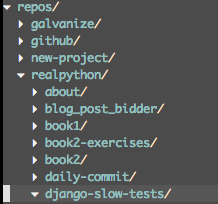 repos/
galvanize/
github/
new-project/
realpython/
about/
blog_post_bidder/
book1/
book2-exercises/
book2/
daily-commit/
django-slow-tests/